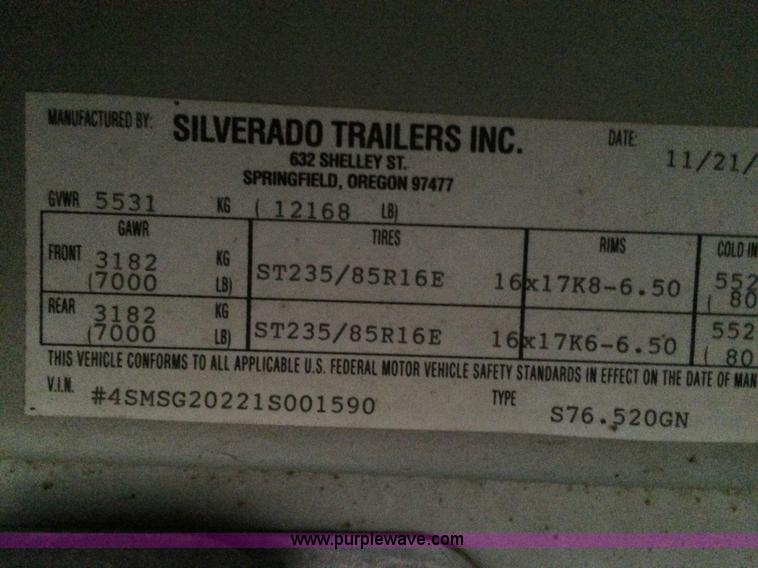 MANUFACTURED BY: SILVERADO TRAILERS INC. DATE: 11/21/
632 SHELLEY ST.
SPRINGFIELD, OREGON 97477
GVWR 5531 KG ( 12168 LB)
GAWR TIRES RIMS COLD IN
FRONT 3182 KG ST235/85R16E 16x17K8-6.50 552
(7000 LB) ( 80
REAR 3182 KG ST235/85R16E 16x17K6-6.50 552
(7000 LB) ( 80
THIS VEHICLE CONFORMS TO ALL APPLICABLE U.S. FEDERAL MOTOR VEHICLE SAFETY STANDARDS IN EFFECT ON THE DATE OF MAN
V.I.N. #4SMSG20221S001590 TYPE S76.520GN
www.purplewave.com